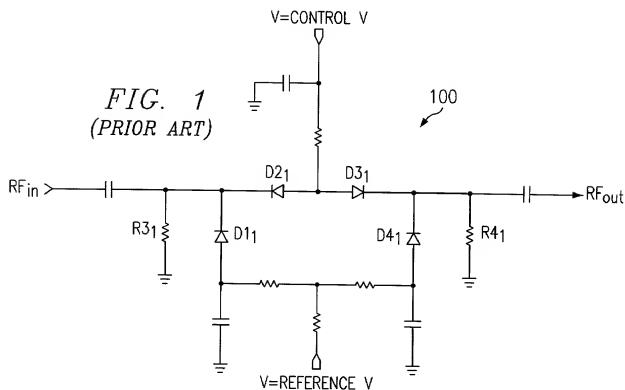 V=CONTROL V
FIG. 1
(PRIOR ART)
100
RFin
D21
D31
RFout
R31
D11
D41
R41
V=REFERENCE V